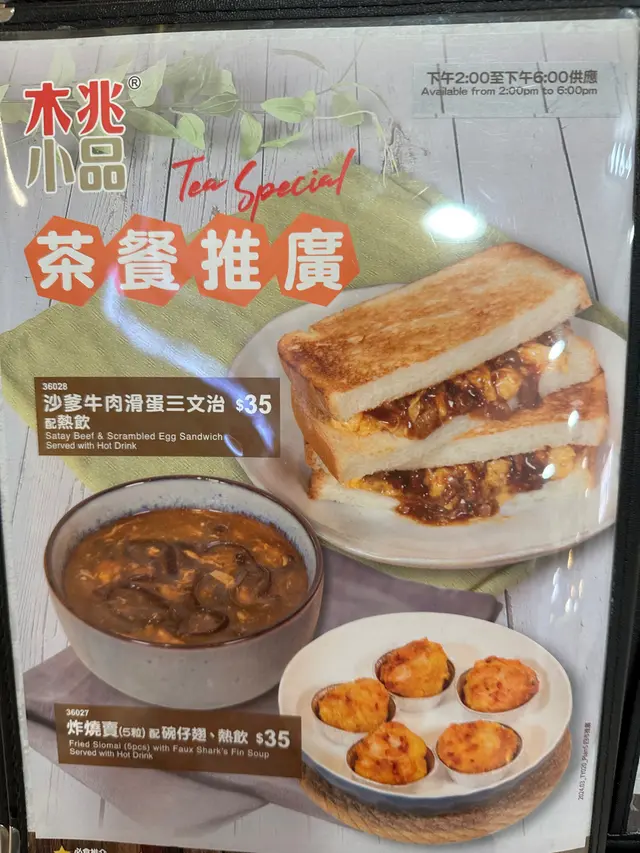 木兆®
小品
下午2:00至下午6:00供應
Available from 2:00pm to 6:00pm
Tea Special
茶餐推廣
36028
沙爹牛肉滑蛋三文治 $35
配熱飲
Satay Beef & Scrambled Egg Sandwich
Served with Hot Drink
36027
炸燒賣(5粒)配碗仔翅、熱飲 $35
Fried Siomai (5pcs) with Faux Shark's Fin Soup
Served with Hot Drink